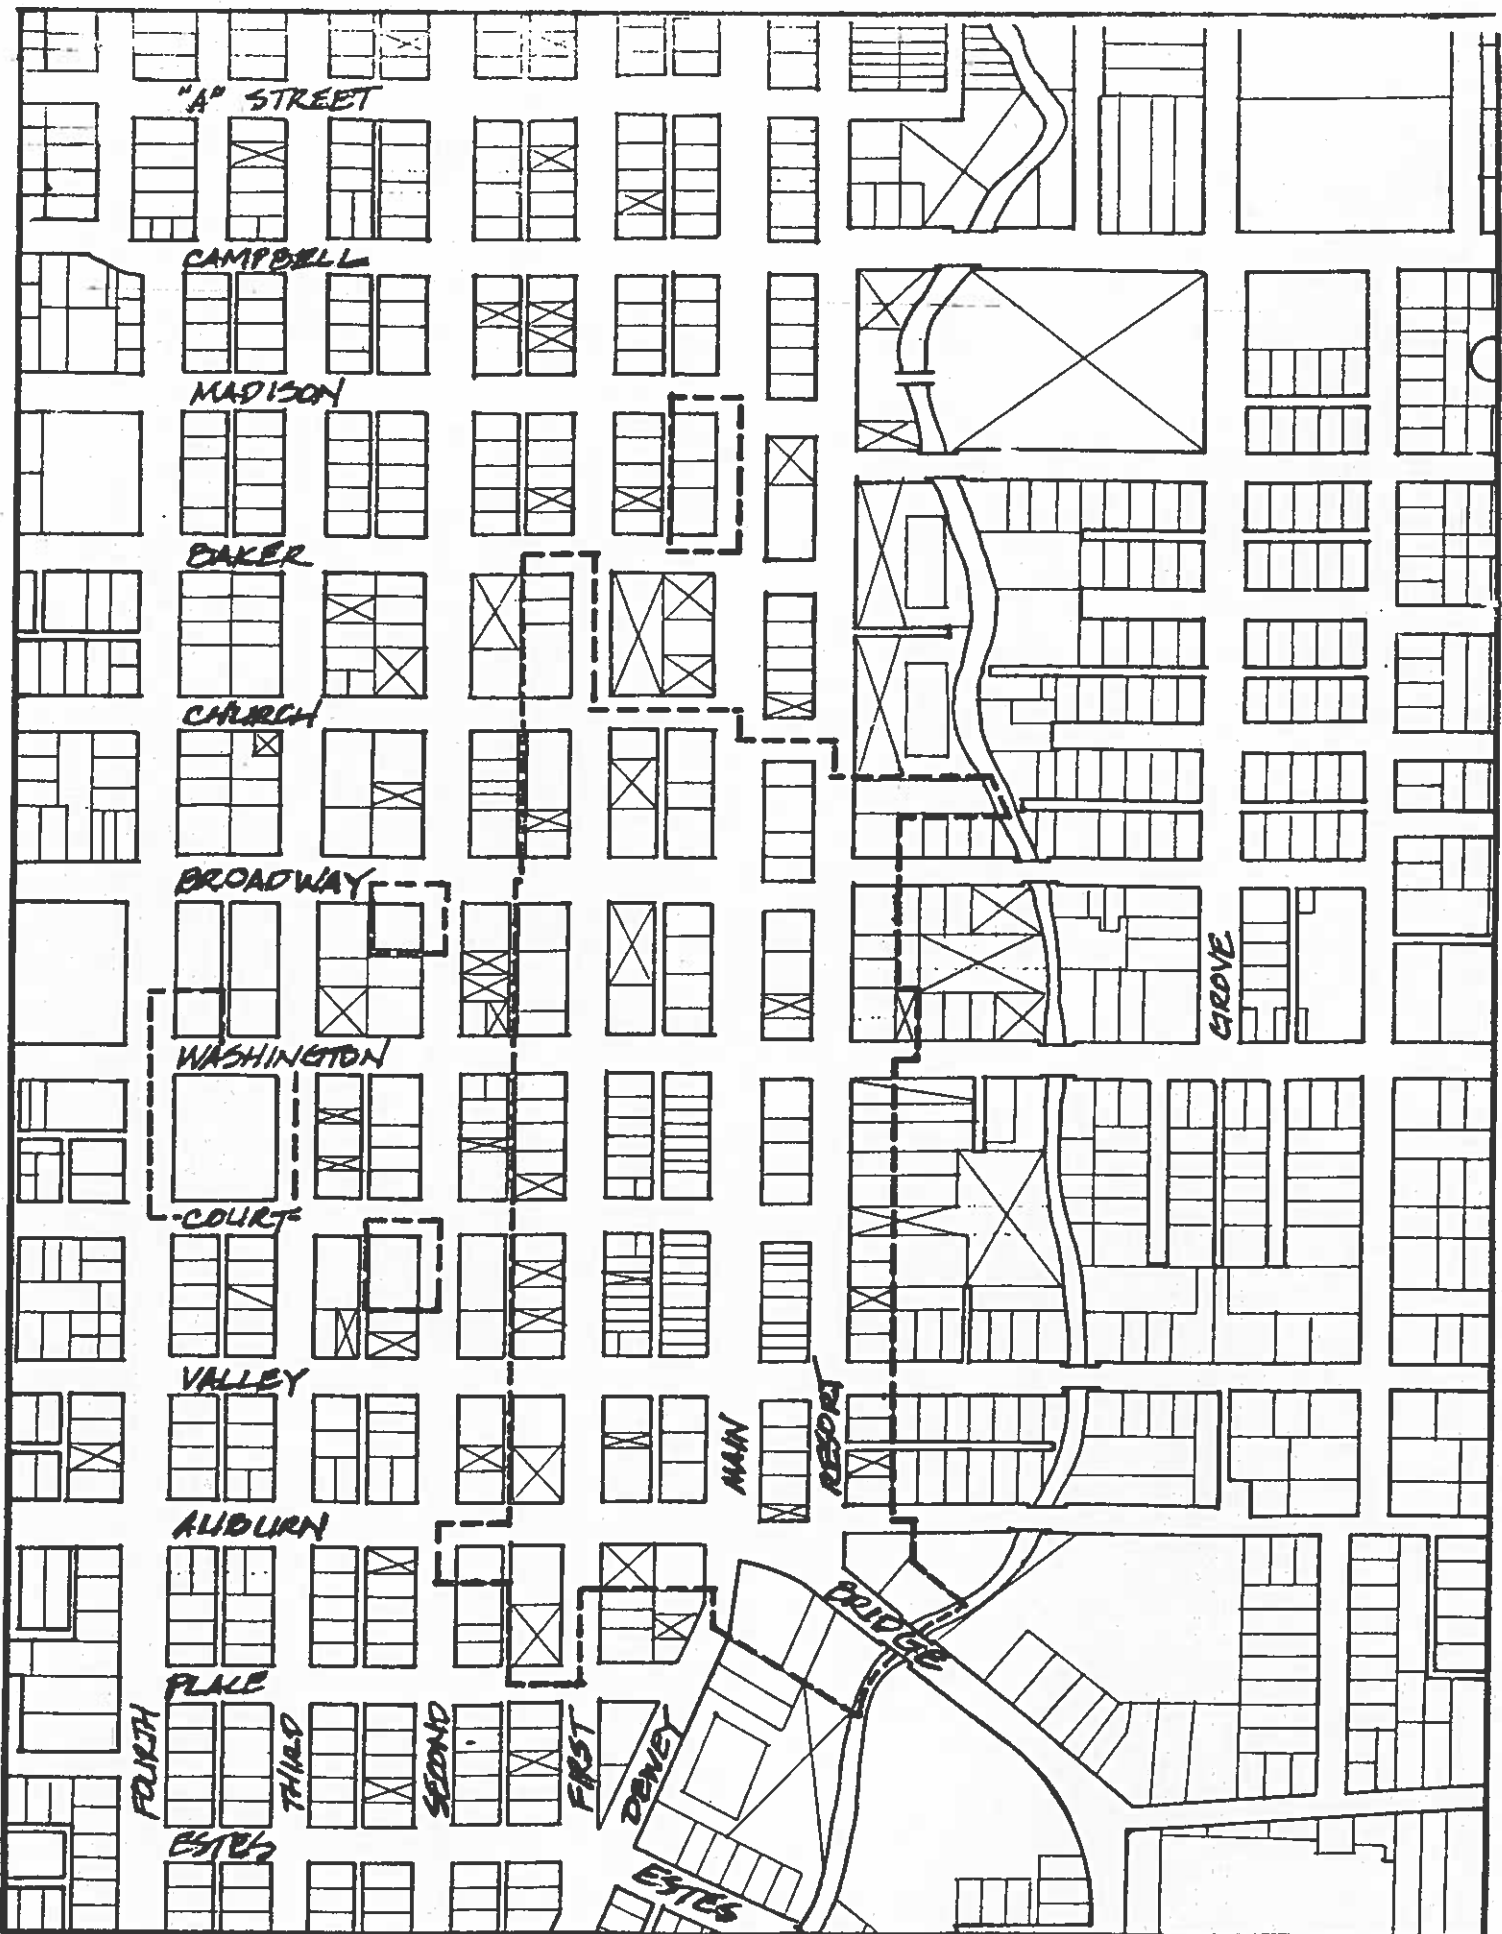 "A" STREET
CAMPBELL
MADISON
BAKER
CHURCH
BROADWAY
GROVE
WASHINGTON
COURT
VALLEY
MAIN
RESORT
AUBURN
BRIDGE
PLACE
FOURTH
THIRD
SECOND
FIRST
DEWEY
ESTES
ESTES